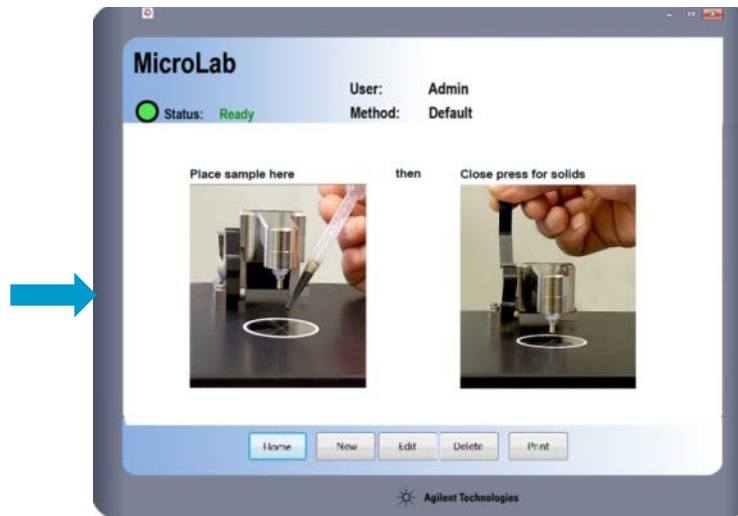 MicroLab
User: Admin
Status: Ready
Method: Default
Place sample here then Close press for solids
Home New Edit Delete Print
Agilent Technologies